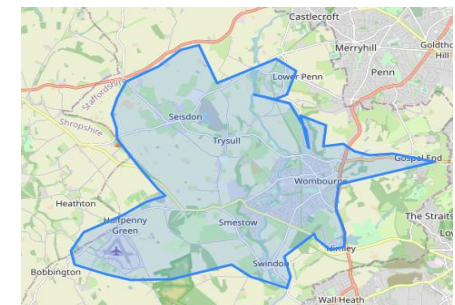 Castlecroft
Merryhill
Goldtho
Hill
Penn
Lower Penn
Staffordshire
Shropshire
Seisdon
Trysull
Gospel End
Wombourne
Heathton
Halfpenny
Green
Smestow
The Straits
Himley
Swindon
Bobbington
Wall Heath